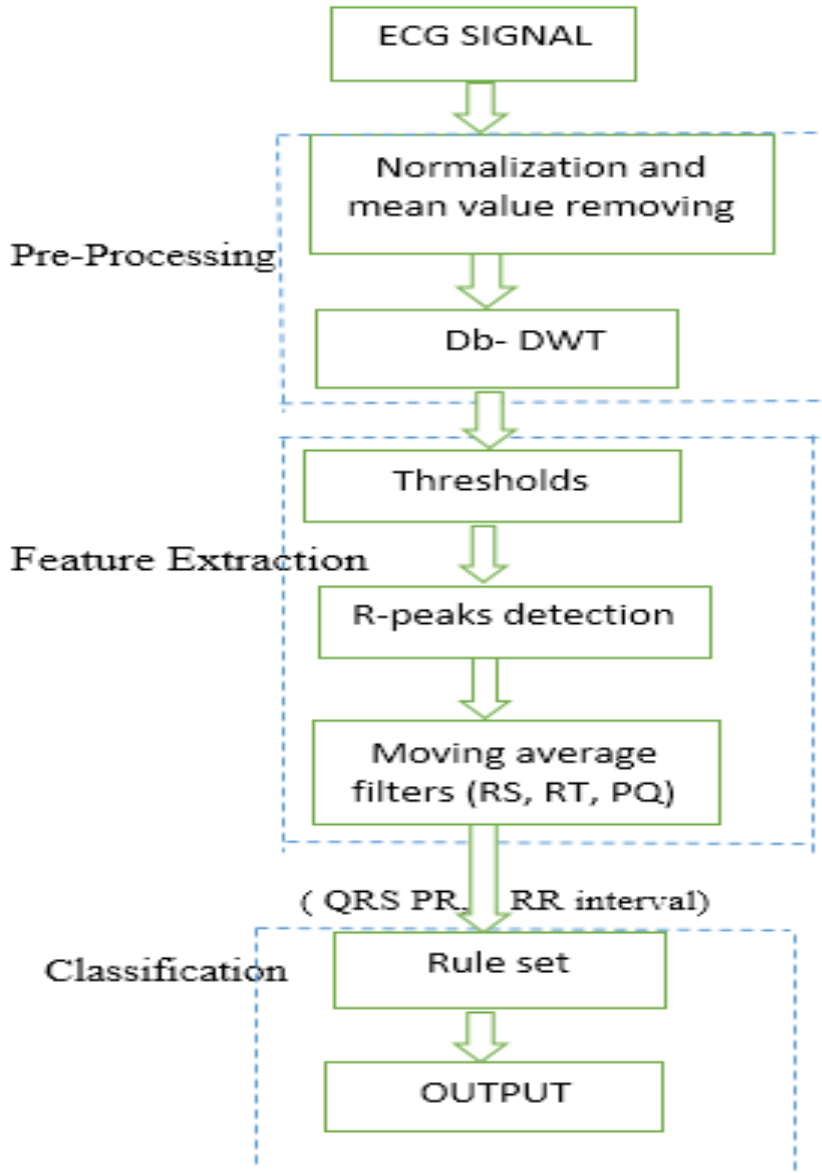 ECG SIGNAL
Normalization and
mean value removing
Pre-Processing
Db- DWT
Thresholds
Feature Extraction
R-peaks detection
Moving average
filters (RS, RT, PQ)
( QRS PR, RR interval)
Classification
Rule set
OUTPUT